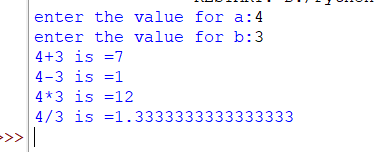 enter the value for a:4
enter the value for b:3
4+3 is =7
4-3 is =1
4*3 is =12
4/3 is =1.3333333333333333
>>>